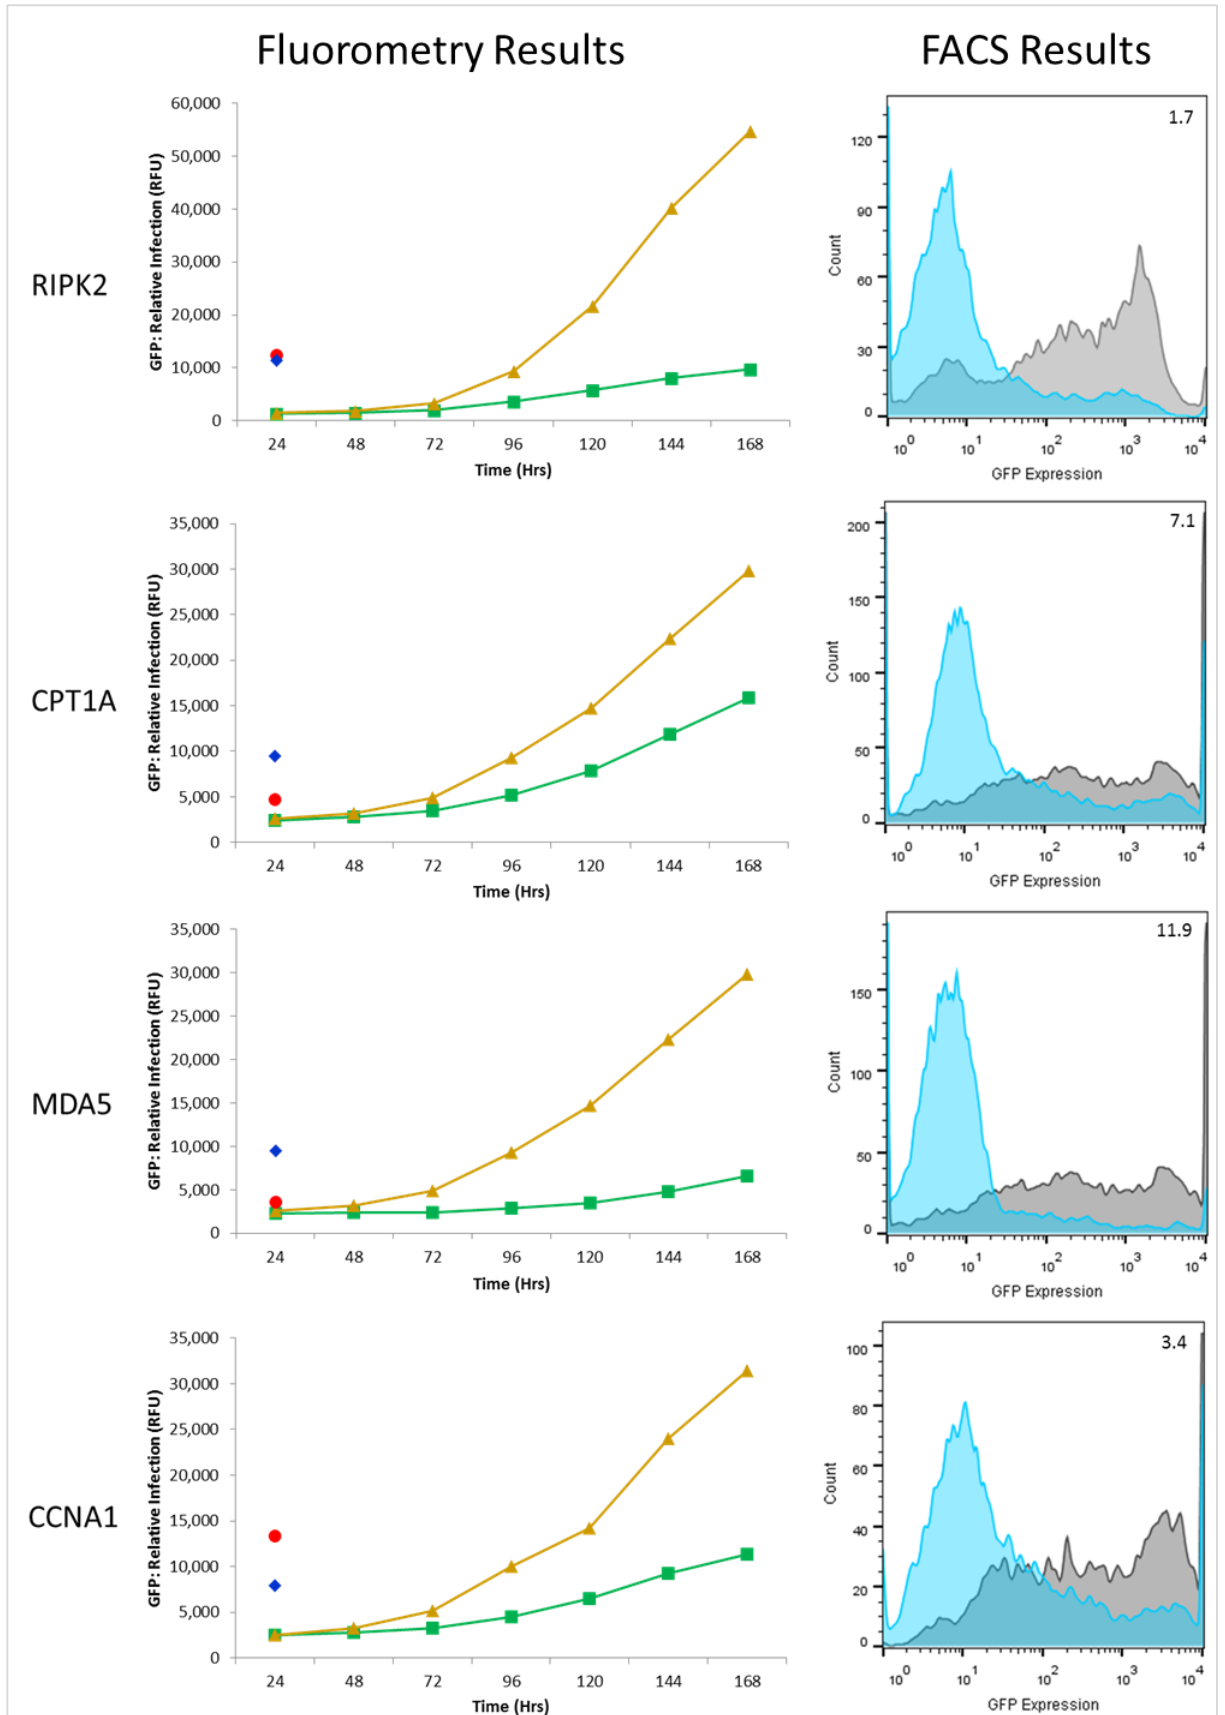 Fluorometry Results
FACS Results
RIPK2
GFP: Relative Infection (RFU)
60,000
50,000
40,000
30,000
20,000
10,000
0
24 48 72 96 120 144 168
Time (Hrs)
1.7
Count
120
90
60
30
0
10^0 10^1 10^2 10^3 10^4
GFP Expression
CPT1A
GFP: Relative Infection (RFU)
35,000
30,000
25,000
20,000
15,000
10,000
5,000
0
24 48 72 96 120 144 168
Time (Hrs)
7.1
Count
200
150
100
50
0
10^0 10^1 10^2 10^3 10^4
GFP Expression
MDA5
GFP: Relative Infection (RFU)
35,000
30,000
25,000
20,000
15,000
10,000
5,000
0
24 48 72 96 120 144 168
Time (Hrs)
11.9
Count
150
100
50
0
10^0 10^1 10^2 10^3 10^4
GFP Expression
CCNA1
GFP: Relative Infection (RFU)
35,000
30,000
25,000
20,000
15,000
10,000
5,000
0
24 48 72 96 120 144 168
Time (Hrs)
3.4
Count
100
80
60
40
20
0
10^0 10^1 10^2 10^3 10^4
GFP Expression